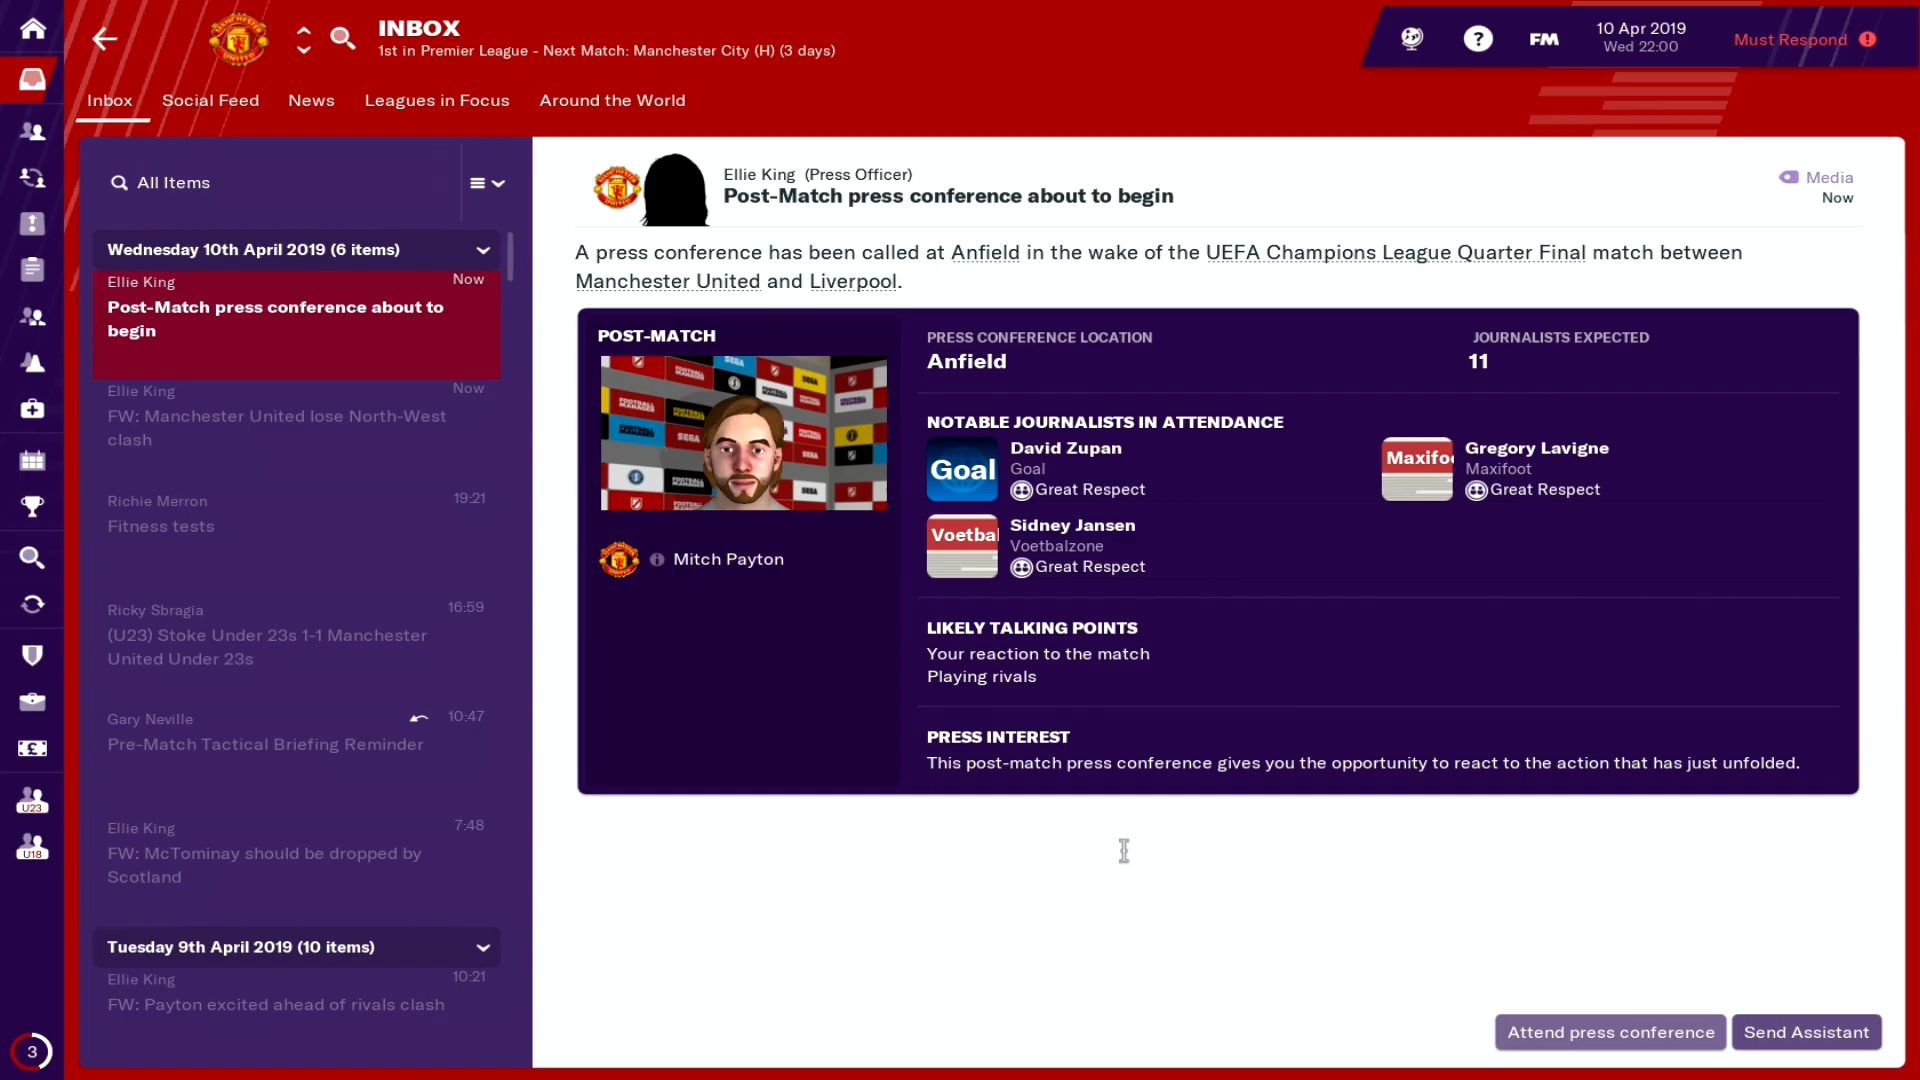 INBOX
1st in Premier League - Next Match: Manchester City (H) (3 days)
FM
10 Apr 2019
Wed 22:00
Must Respond
Inbox
Social Feed
News
Leagues in Focus
Around the World
All Items
Wednesday 10th April 2019 (6 items)
Ellie King
Now
Post-Match press conference about to
begin
Ellie King
Now
FW: Manchester United lose North-West
clash
Richie Merron
19:21
Fitness tests
Ricky Sbragia
16:59
(U23) Stoke Under 23s 1-1 Manchester
United Under 23s
Gary Neville
10:47
Pre-Match Tactical Briefing Reminder
Ellie King
7:48
FW: McTominay should be dropped by
Scotland
Tuesday 9th April 2019 (10 items)
Ellie King
10:21
FW: Payton excited ahead of rivals clash
U23
U18
3
Ellie King (Press Officer)
Post-Match press conference about to begin
Media
Now
A press conference has been called at Anfield in the wake of the UEFA Champions League Quarter Final match between
Manchester United and Liverpool.
POST-MATCH
Mitch Payton
PRESS CONFERENCE LOCATION
Anfield
JOURNALISTS EXPECTED
11
NOTABLE JOURNALISTS IN ATTENDANCE
Goal
David Zupan
Goal
Great Respect
Maxifo
Gregory Lavigne
Maxifoot
Great Respect
Voetba
Sidney Jansen
Voetbalzone
Great Respect
LIKELY TALKING POINTS
Your reaction to the match
Playing rivals
PRESS INTEREST
This post-match press conference gives you the opportunity to react to the action that has just unfolded.
Attend press conference
Send Assistant